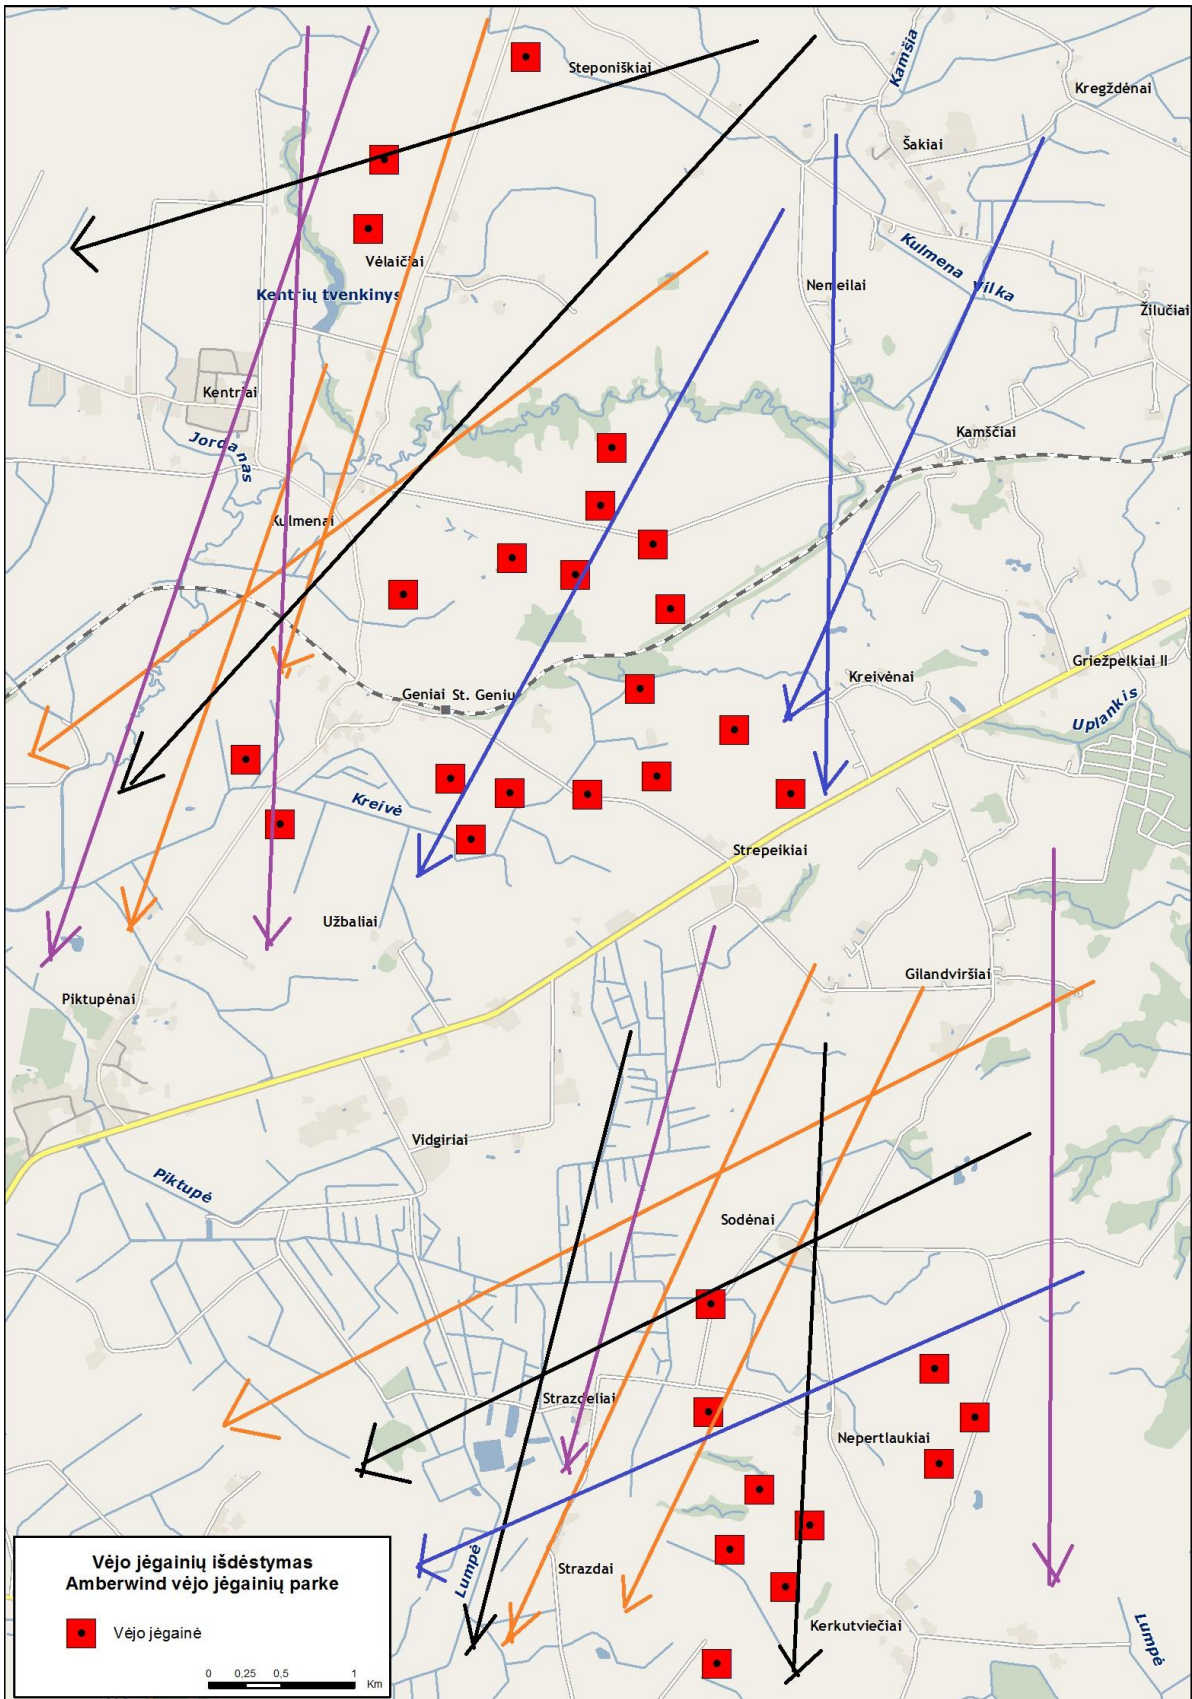 Kamšia
Steponiškiai
Kregždėnai
Šakiai
Vėlaičiai
Kulmena
Vilka
Nemeilai
Kentrių tvenkinys
Žilučiai
Kentriai
Jordanas
Kamščiai
Kulmenai
Griežpelkiai II
Geniai
St. Geniu
Kreivėnai
Uplankis
Kreivė
Strepeikiai
Užbaliai
Gilandviršiai
Piktupėnai
Vidgiriai
Piktupė
Sodėnai
Strazdeliai
Nepertlaukiai
Lumpė
Strazdai
Kerkutviečiai
Lumpė
Vėjo jėgainių išdėstymas
Amberwind vėjo jėgainių parke
Vėjo jėgainė
0 0,25 0,5 1
Km